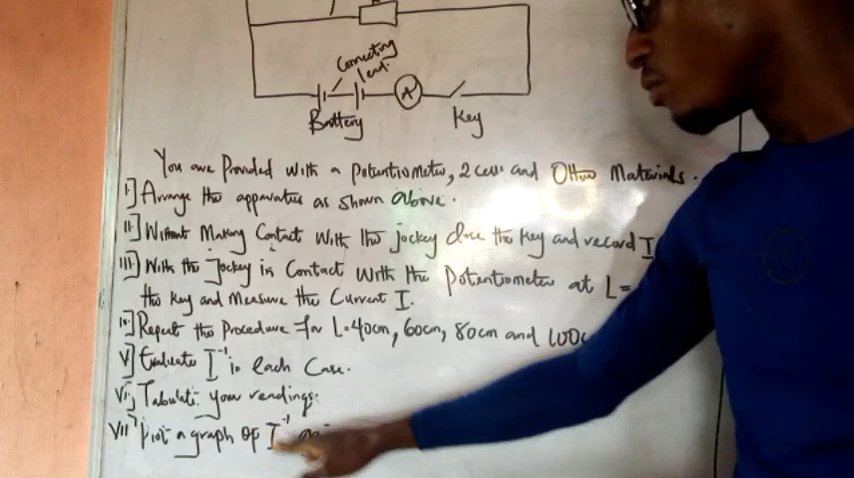 Connecting
lead.
A
Battery
Key
You are Provided with a potentiometer, 2 cells and Other Materials.
i] Arrange the apparatus as shown above.
ii] Without Making Contact with the jockey close the key and record I
iii] With the Jockey in Contact with the Potentiometer at L=
the key and Measure the Current I.
iv] Repeat the Procedure for L=40cm, 60cm, 80cm and 100c
v] Evaluate I⁻¹ in each Case.
vi] Tabulate your readings.
vii] Plot a graph of I⁻¹